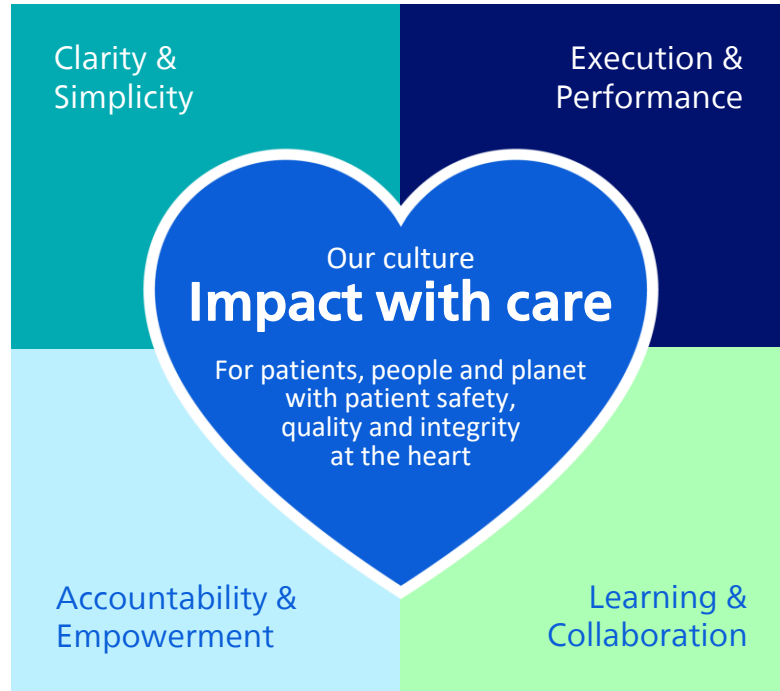 Clarity &
Simplicity
Execution &
Performance
Our culture
Impact with care
For patients, people and planet
with patient safety,
quality and integrity
at the heart
Accountability &
Empowerment
Learning &
Collaboration